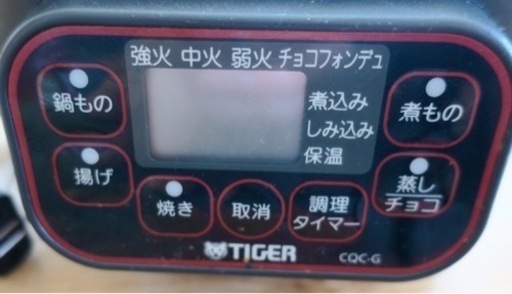 強火 中火 弱火 チョコフォンデュ
鍋もの
煮込み
しみ込み
保温
煮もの
揚げ
焼き
取消
調理
タイマー
蒸し
チョコ
TIGER
CQC-G